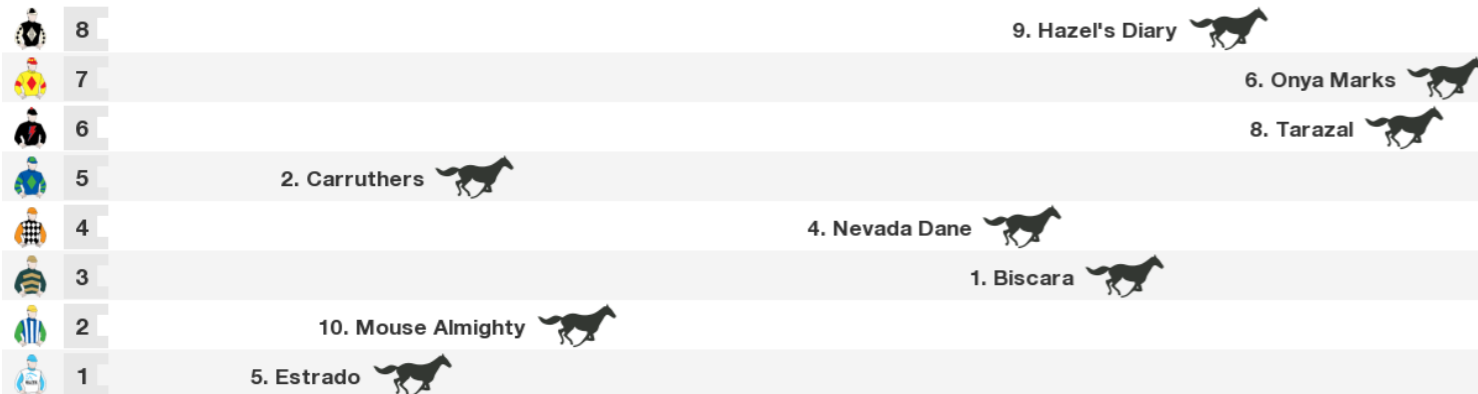 8 9. Hazel's Diary
7 6. Onya Marks
6 8. Tarazal
5 2. Carruthers
4 4. Nevada Dane
3 1. Biscara
2 10. Mouse Almighty
1 5. Estrado